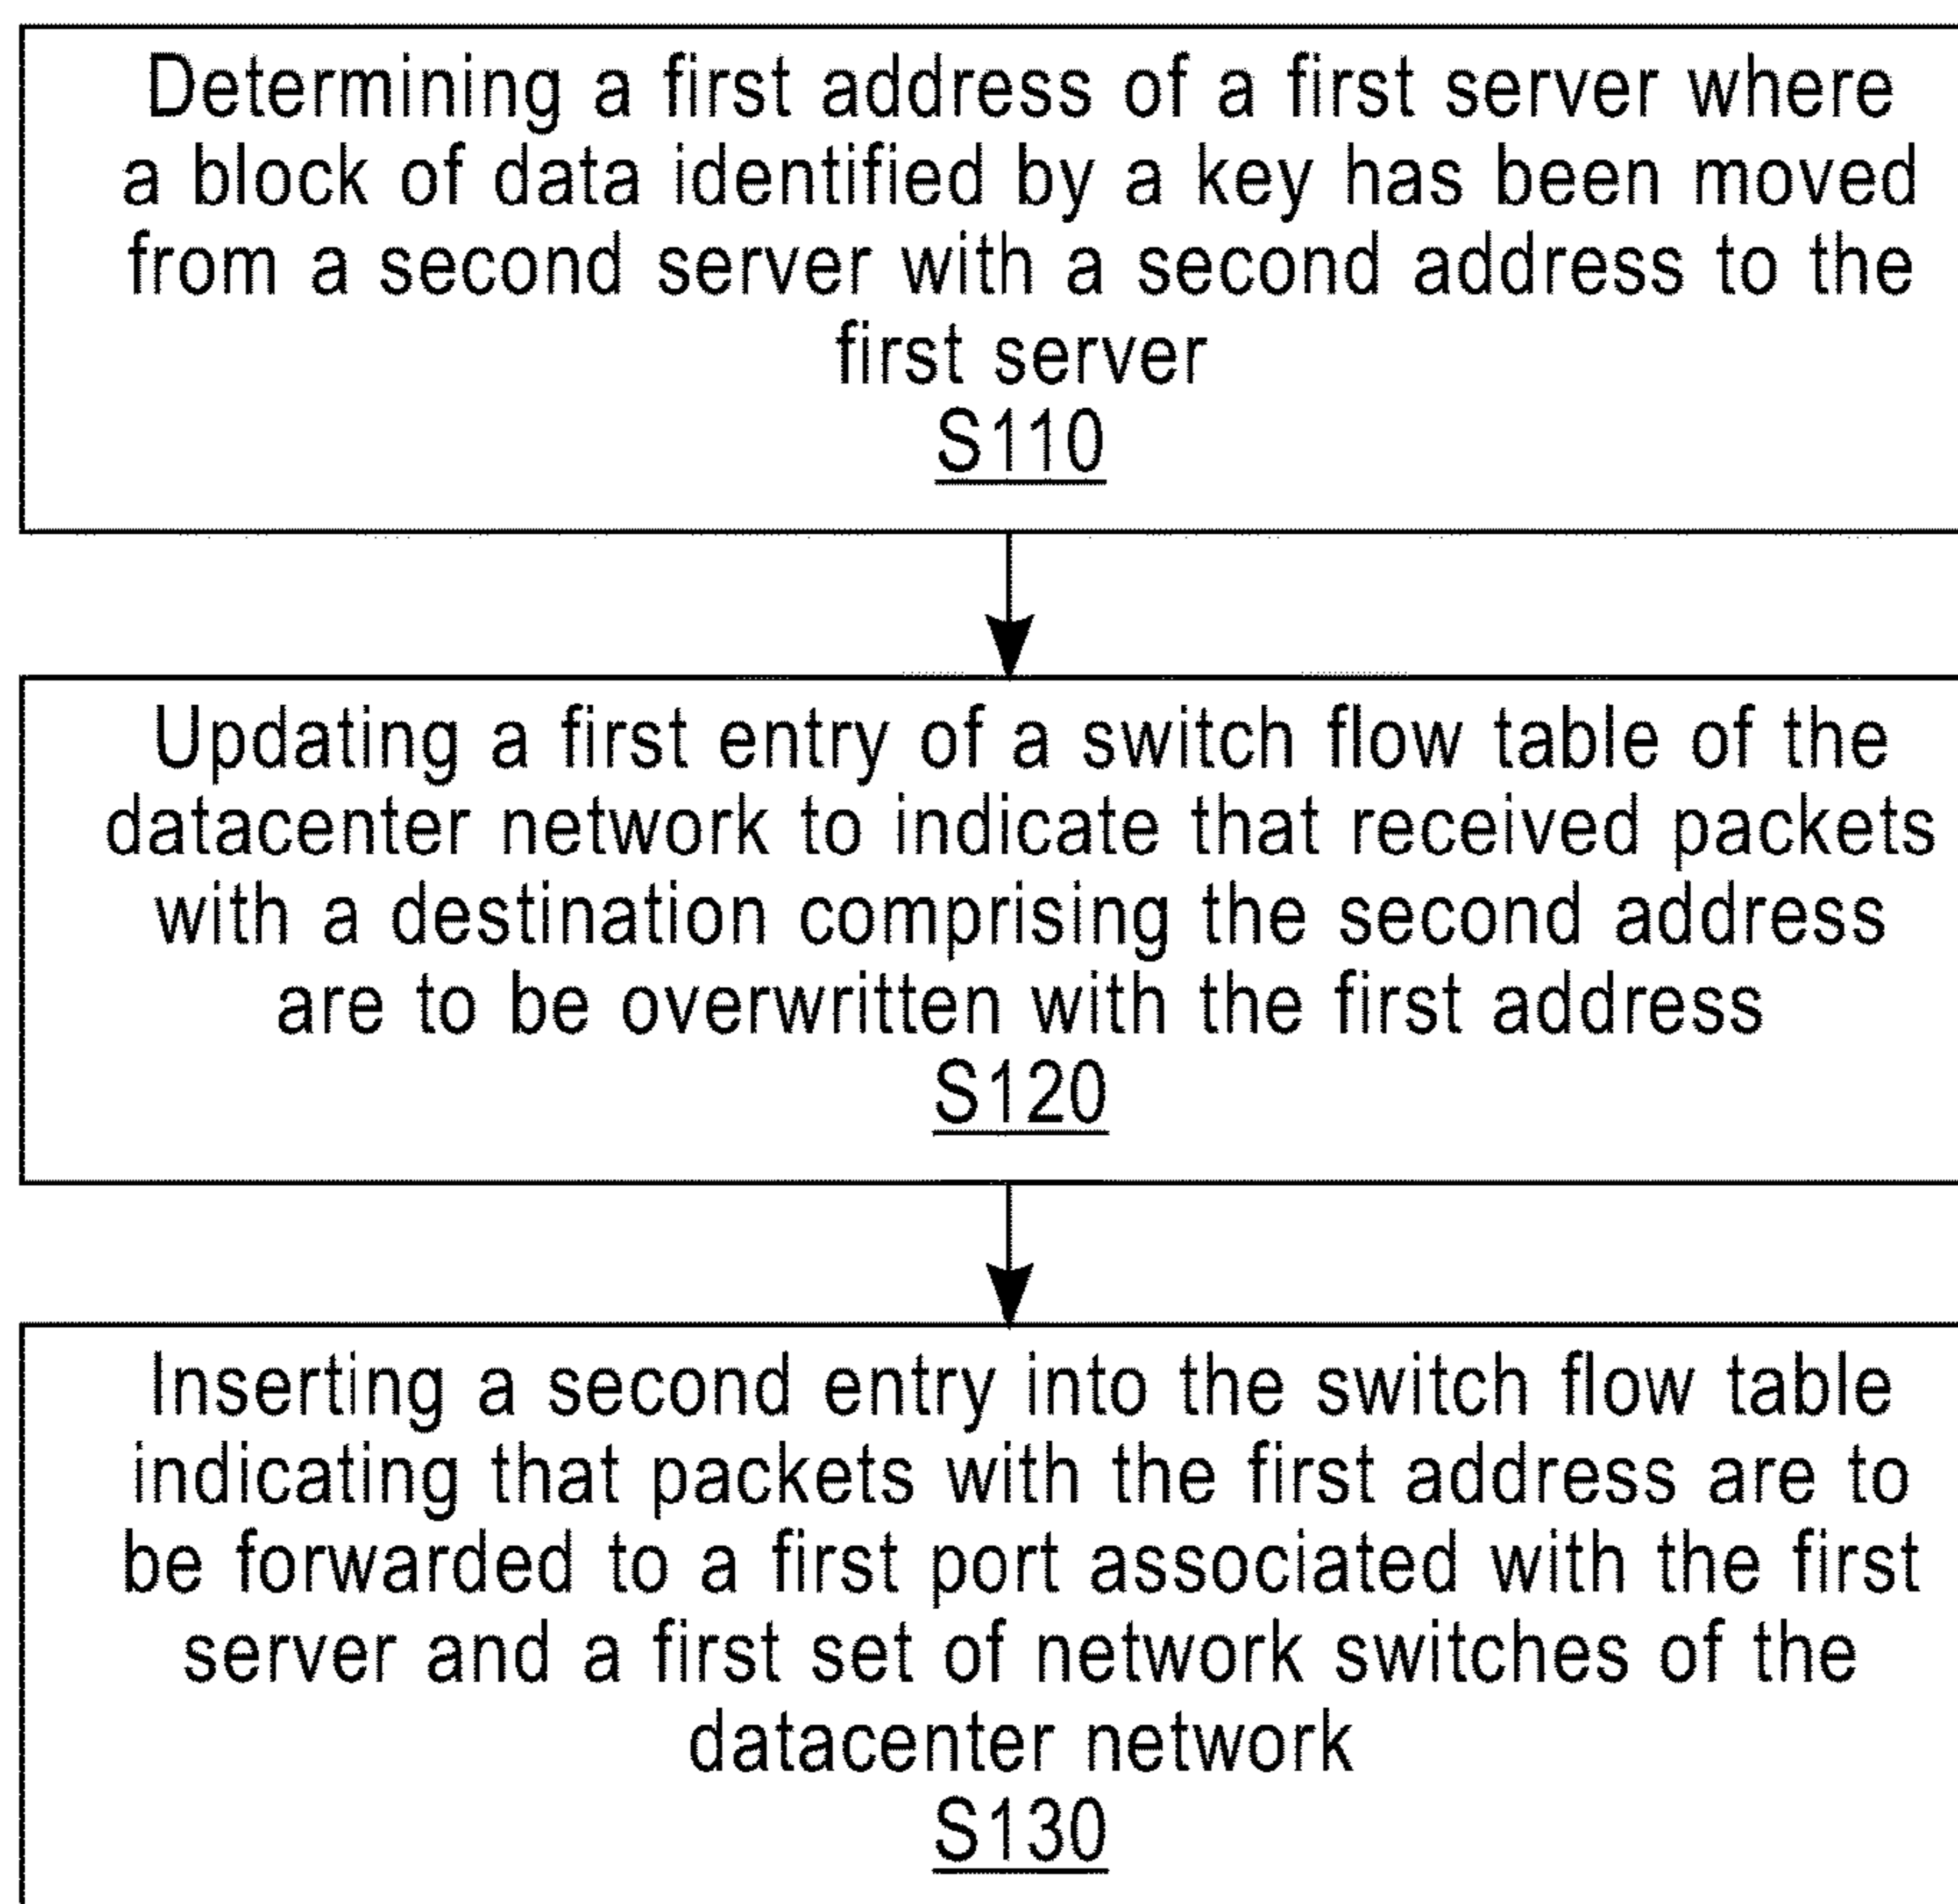 Determining a first address of a first server where
a block of data identified by a key has been moved
from a second server with a second address to the
first server
S110
Updating a first entry of a switch flow table of the
datacenter network to indicate that received packets
with a destination comprising the second address
are to be overwritten with the first address
S120
Inserting a second entry into the switch flow table
indicating that packets with the first address are to
be forwarded to a first port associated with the first
server and a first set of network switches of the
datacenter network
S130